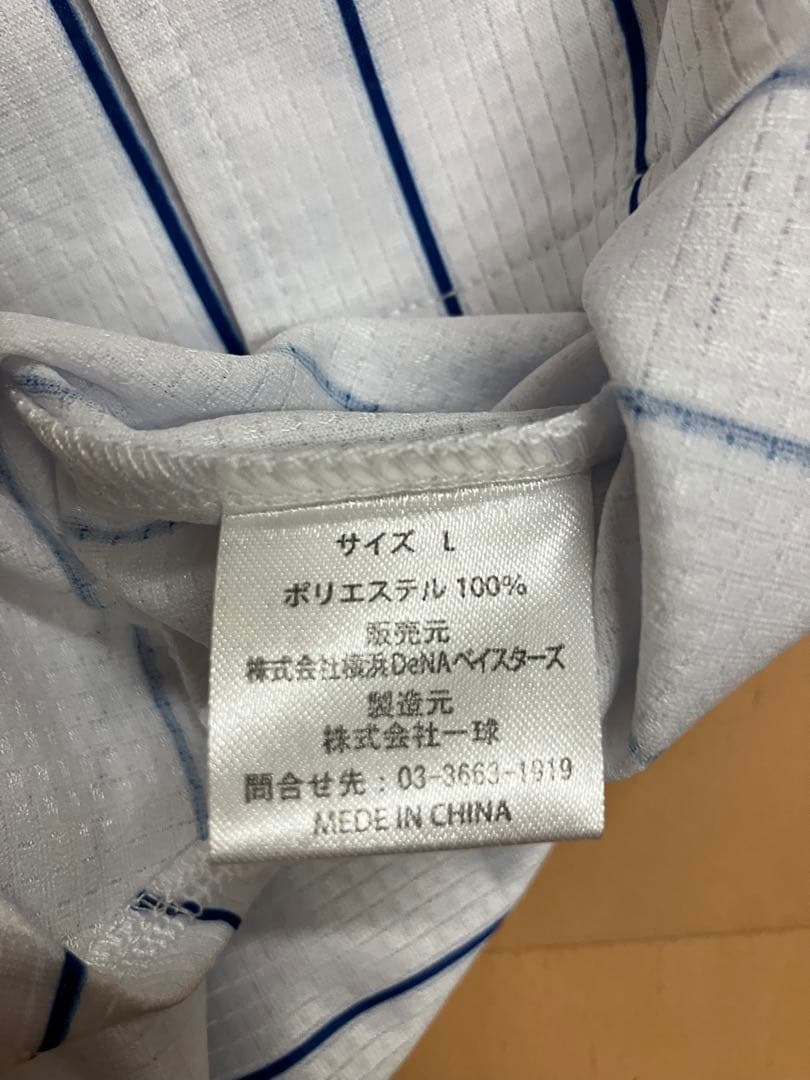 サイズ L
ポリエステル 100%
販売元
株式会社横浜DeNAベイスターズ
製造元
株式会社一球
問合せ先 : 03-3663-1919
MEDE IN CHINA